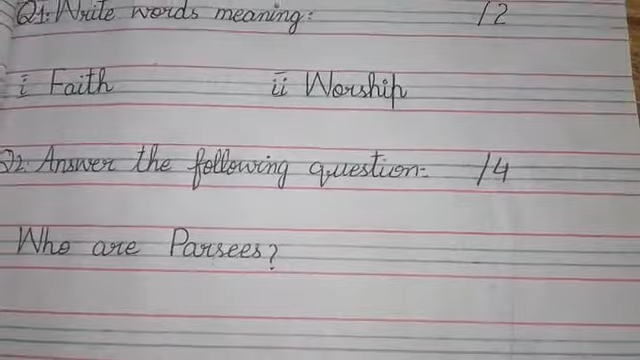 Q1: Write words meaning: /2
i Faith ii Worship
Q2. Answer the following question:- /4
Who are Parsees?